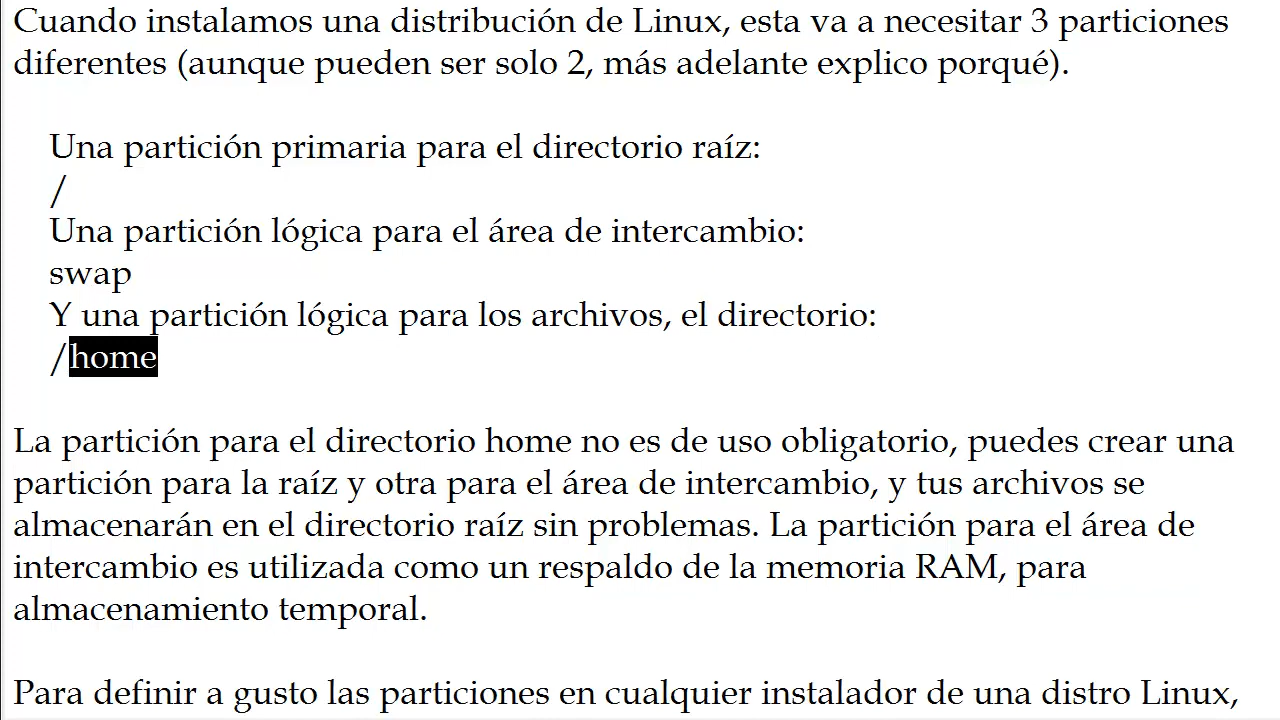 Cuando instalamos una distribución de Linux, esta va a necesitar 3 particiones
diferentes (aunque pueden ser solo 2, más adelante explico porqué).
Una partición primaria para el directorio raíz:
/
Una partición lógica para el área de intercambio:
swap
Y una partición lógica para los archivos, el directorio:
/home
La partición para el directorio home no es de uso obligatorio, puedes crear una
partición para la raíz y otra para el área de intercambio, y tus archivos se
almacenarán en el directorio raíz sin problemas. La partición para el área de
intercambio es utilizada como un respaldo de la memoria RAM, para
almacenamiento temporal.
Para definir a gusto las particiones en cualquier instalador de una distro Linux,